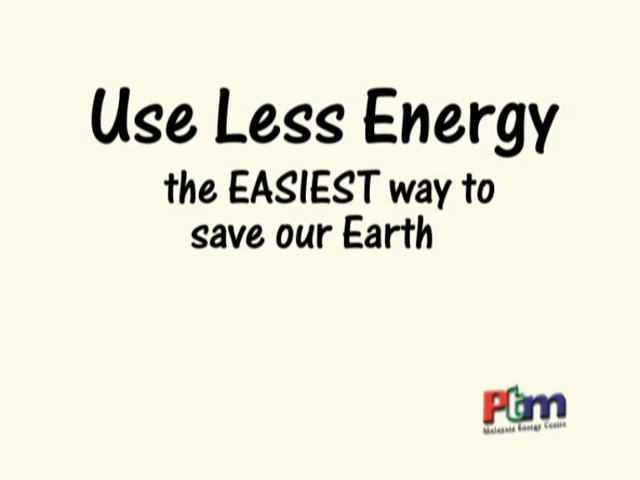 Use Less Energy
the EASIEST way to
save our Earth
Ptm
Malaysia Energy Centre